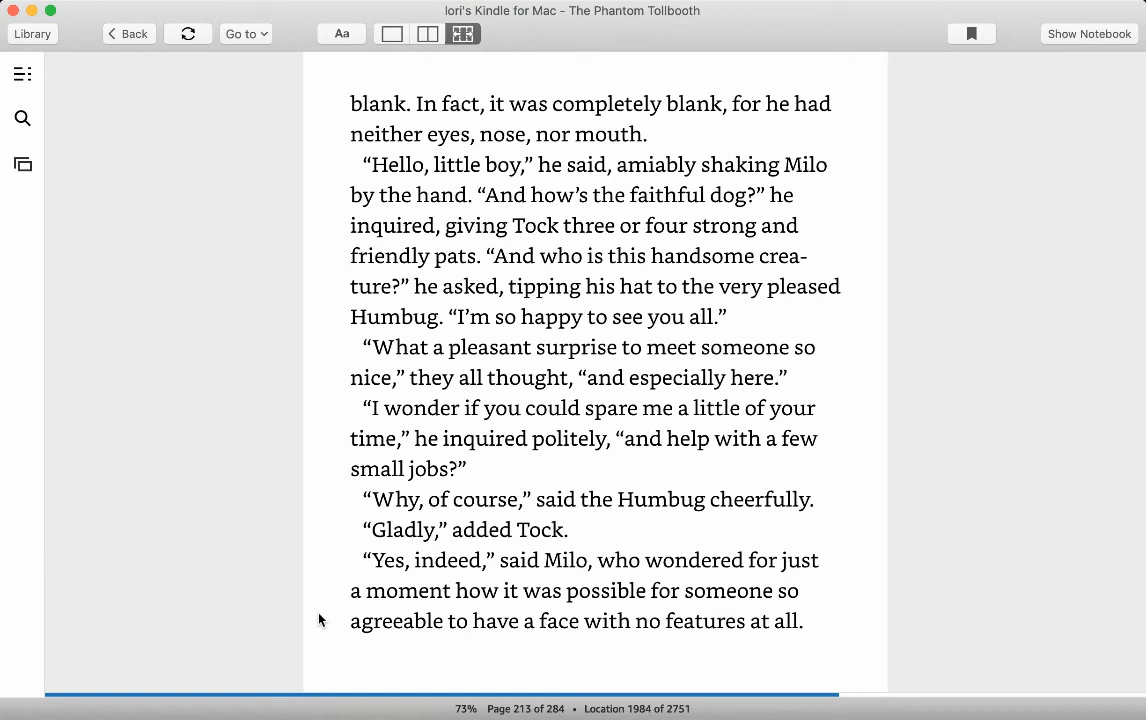 lori's Kindle for Mac - The Phantom Tollbooth
Library
Back
Go to
Aa
Show Notebook
blank. In fact, it was completely blank, for he had
neither eyes, nose, nor mouth.
“Hello, little boy,” he said, amiably shaking Milo
by the hand. “And how’s the faithful dog?” he
inquired, giving Tock three or four strong and
friendly pats. “And who is this handsome crea-
ture?” he asked, tipping his hat to the very pleased
Humbug. “I’m so happy to see you all.”
“What a pleasant surprise to meet someone so
nice,” they all thought, “and especially here.”
“I wonder if you could spare me a little of your
time,” he inquired politely, “and help with a few
small jobs?”
“Why, of course,” said the Humbug cheerfully.
“Gladly,” added Tock.
“Yes, indeed,” said Milo, who wondered for just
a moment how it was possible for someone so
agreeable to have a face with no features at all.
73% Page 213 of 284 • Location 1984 of 2751